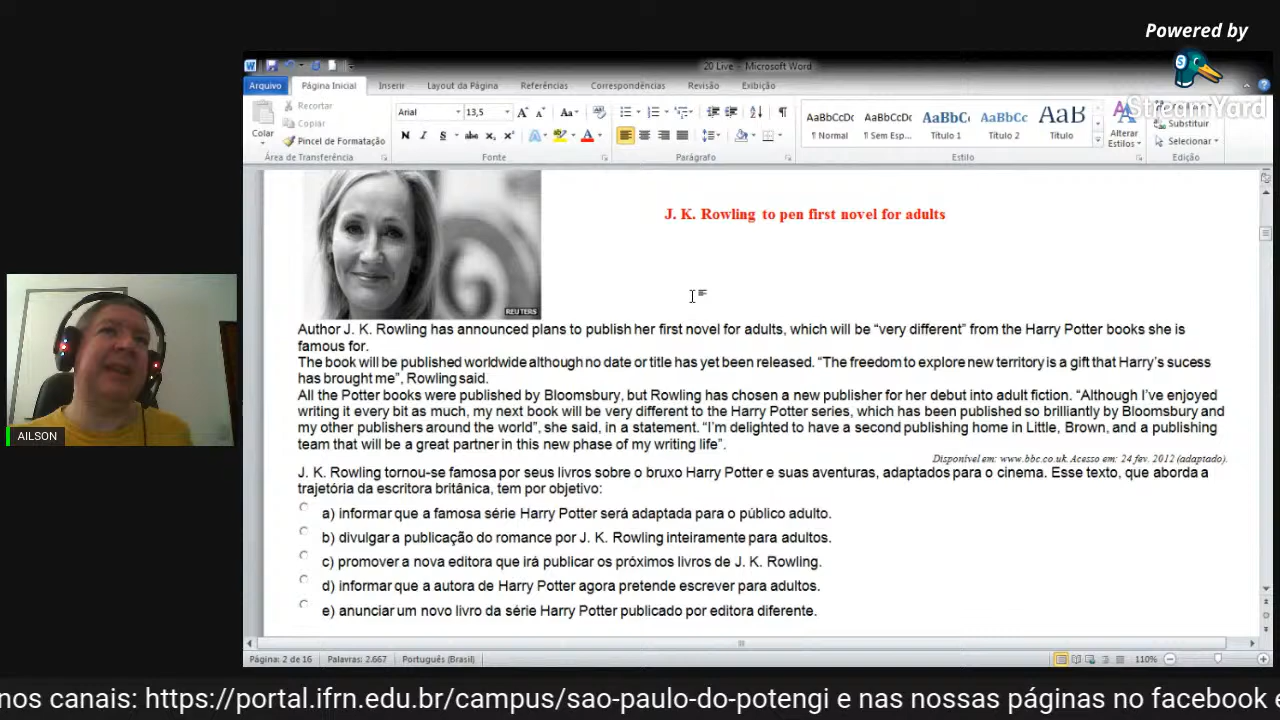 Powered by
StreamYard
20 Live - Microsoft Word
Arquivo Página Inicial Inserir Layout da Página Referências Correspondências Revisão Exibição
Colar
Recortar
Copiar
Pincel de Formatação
Área de Transferência
Arial 13,5
Fonte
Parágrafo
AaBbCcDc AaBbCcDc AaBbC AaBbCc AaB
¶ Normal ¶ Sem Esp... Título 1 Título 2 Título
Alterar
Estilos
Estilo
Substituir
Selecionar
Edição
J. K. Rowling to pen first novel for adults
REUTERS
Author J. K. Rowling has announced plans to publish her first novel for adults, which will be “very different” from the Harry Potter books she is
famous for.
The book will be published worldwide although no date or title has yet been released. “The freedom to explore new territory is a gift that Harry’s sucess
has brought me”, Rowling said.
All the Potter books were published by Bloomsbury, but Rowling has chosen a new publisher for her debut into adult fiction. “Although I’ve enjoyed
writing it every bit as much, my next book will be very different to the Harry Potter series, which has been published so brilliantly by Bloomsbury and
my other publishers around the world”, she said, in a statement. “I’m delighted to have a second publishing home in Little, Brown, and a publishing
team that will be a great partner in this new phase of my writing life”.
Disponível em: www.bbc.co.uk. Acesso em: 24 fev. 2012 (adaptado).
J. K. Rowling tornou-se famosa por seus livros sobre o bruxo Harry Potter e suas aventuras, adaptados para o cinema. Esse texto, que aborda a
trajetória da escritora britânica, tem por objetivo:
a) informar que a famosa série Harry Potter será adaptada para o público adulto.
b) divulgar a publicação do romance por J. K. Rowling inteiramente para adultos.
c) promover a nova editora que irá publicar os próximos livros de J. K. Rowling.
d) informar que a autora de Harry Potter agora pretende escrever para adultos.
e) anunciar um novo livro da série Harry Potter publicado por editora diferente.
AILSON
Página: 2 de 16 Palavras: 2.667 Português (Brasil) 110%
nos canais: https://portal.ifrn.edu.br/campus/sao-paulo-do-potengi e nas nossas páginas no facebook e